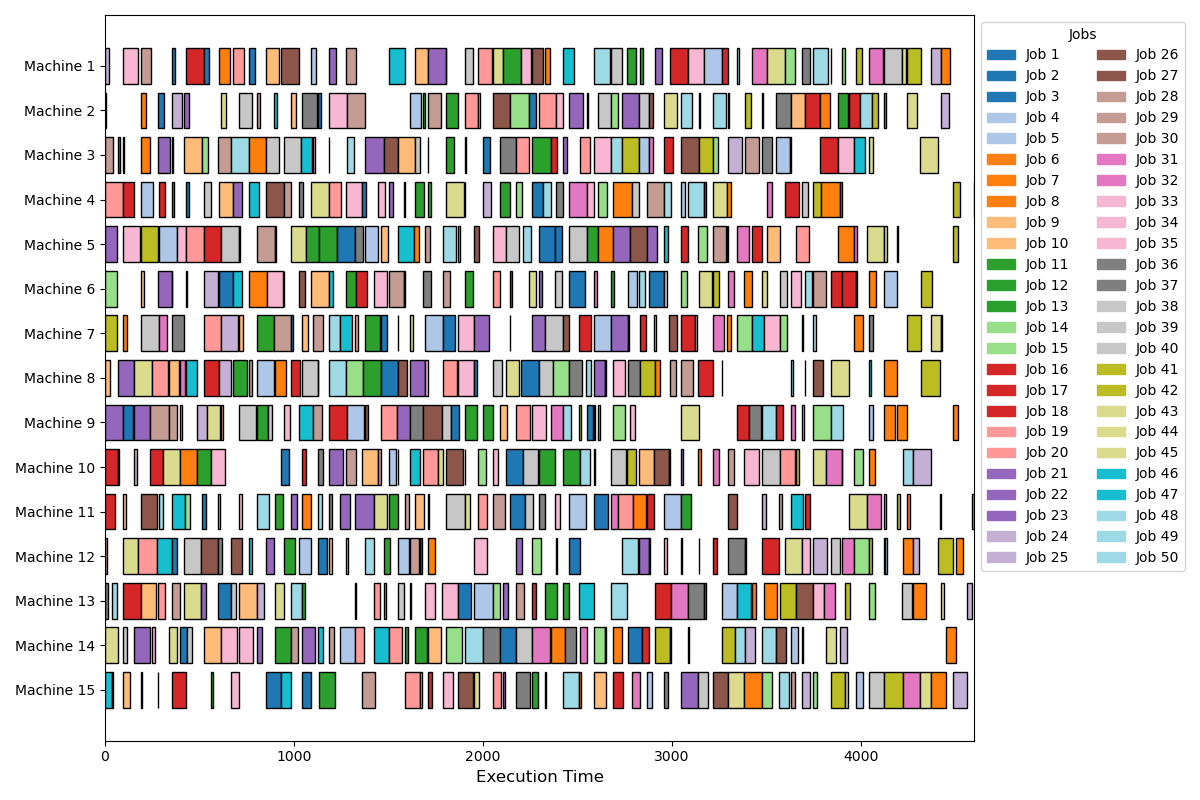 Machine 1
Machine 2
Machine 3
Machine 4
Machine 5
Machine 6
Machine 7
Machine 8
Machine 9
Machine 10
Machine 11
Machine 12
Machine 13
Machine 14
Machine 15
0 1000 2000 3000 4000
Execution Time
Jobs
Job 1 Job 26
Job 2 Job 27
Job 3 Job 28
Job 4 Job 29
Job 5 Job 30
Job 6 Job 31
Job 7 Job 32
Job 8 Job 33
Job 9 Job 34
Job 10 Job 35
Job 11 Job 36
Job 12 Job 37
Job 13 Job 38
Job 14 Job 39
Job 15 Job 40
Job 16 Job 41
Job 17 Job 42
Job 18 Job 43
Job 19 Job 44
Job 20 Job 45
Job 21 Job 46
Job 22 Job 47
Job 23 Job 48
Job 24 Job 49
Job 25 Job 50